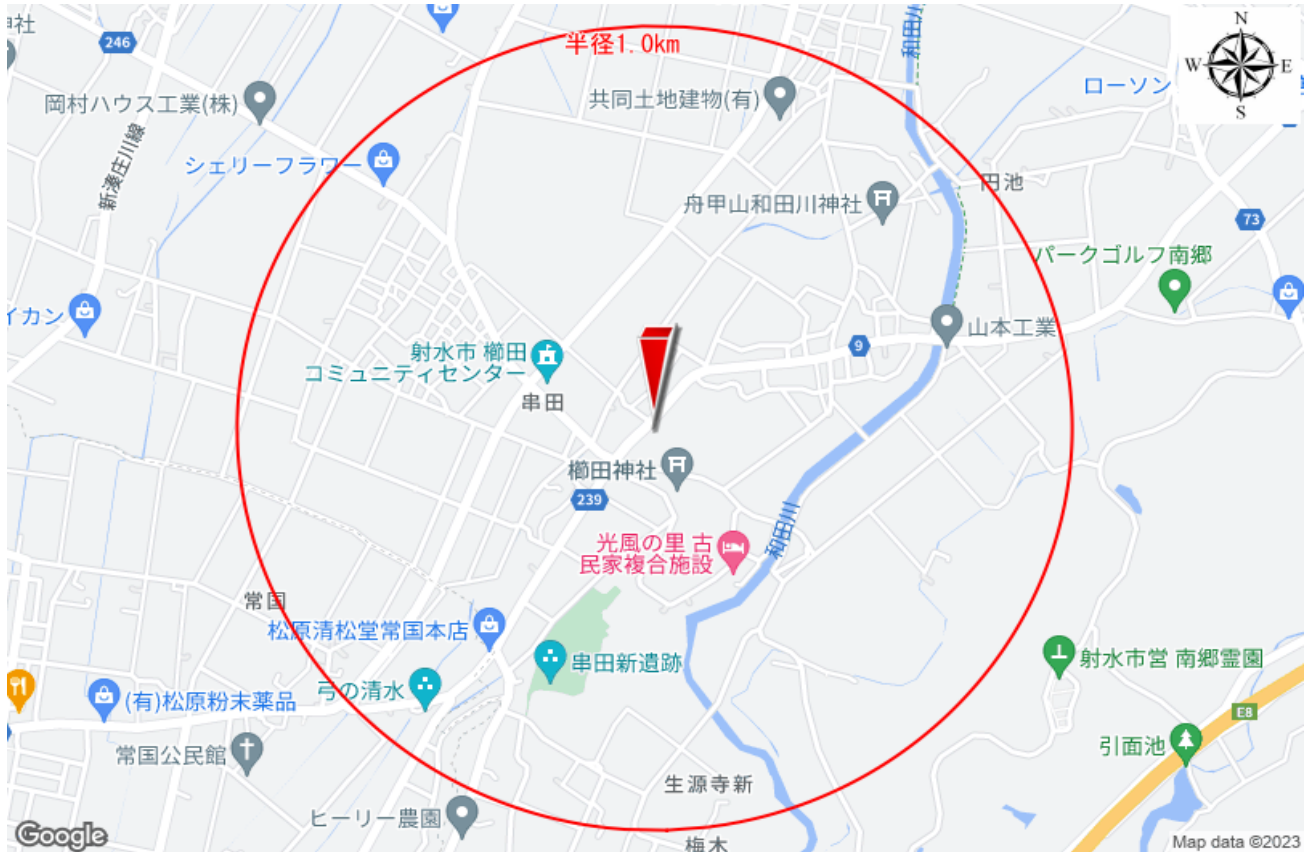 神社
246
半径1.0km
和田川
N
W
E
S
岡村ハウス工業(株)
共同土地建物(有)
ローソン
新湊庄川線
シェリーフラワー
舟甲山和田川神社
円池
73
パークゴルフ南郷
イカン
射水市 櫛田
コミュニティセンター
9
山本工業
串田
櫛田神社
239
光風の里 古
民家複合施設
和田川
常国
松原清松堂常国本店
串田新遺跡
射水市営 南郷霊園
弓の清水
(有)松原粉末薬品
E8
常国公民館
引面池
生源寺新
ヒーリー農園
梅木
Google
Map data ©2023